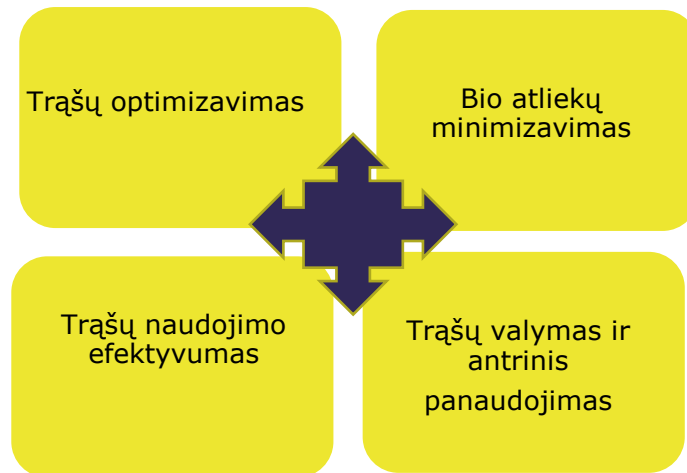 Trąšų optimizavimas
Bio atliekų
minimizavimas
Trąšų naudojimo
efektyvumas
Trąšų valymas ir
antrinis
panaudojimas